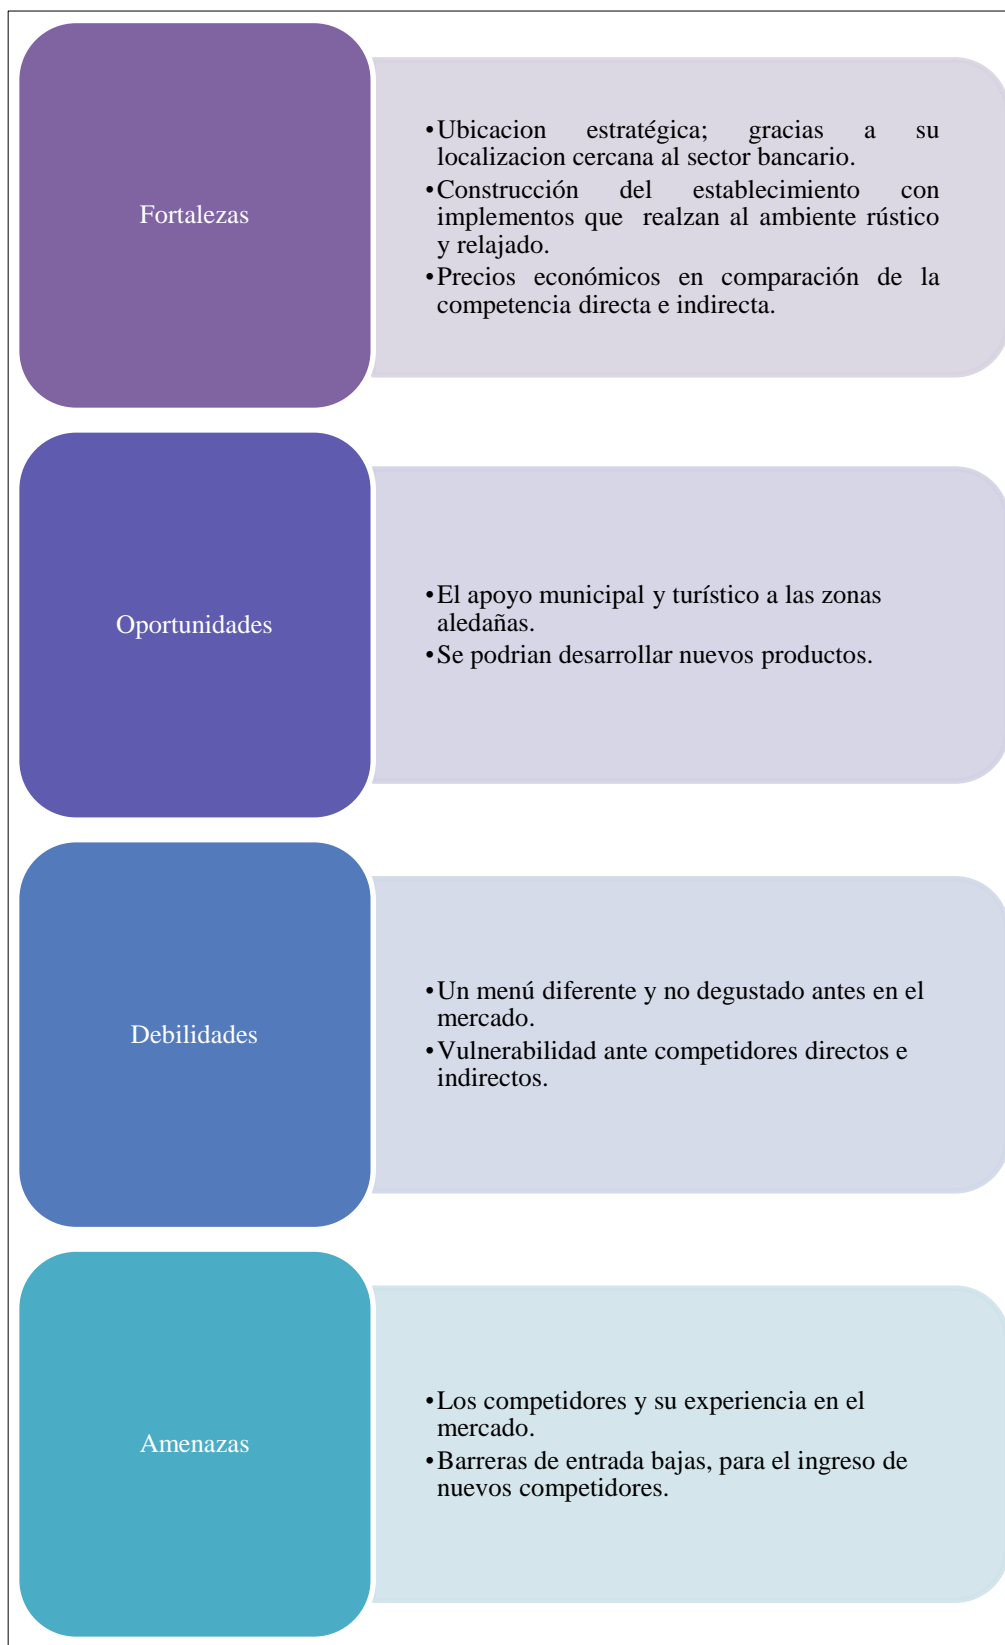 Fortalezas
•Ubicacion estratégica; gracias a su
localizacion cercana al sector bancario.
•Construcción del establecimiento con
implementos que realzan al ambiente rústico
y relajado.
•Precios económicos en comparación de la
competencia directa e indirecta.
Oportunidades
•El apoyo municipal y turístico a las zonas
aledañas.
•Se podrian desarrollar nuevos productos.
Debilidades
•Un menú diferente y no degustado antes en el
mercado.
•Vulnerabilidad ante competidores directos e
indirectos.
Amenazas
•Los competidores y su experiencia en el
mercado.
•Barreras de entrada bajas, para el ingreso de
nuevos competidores.